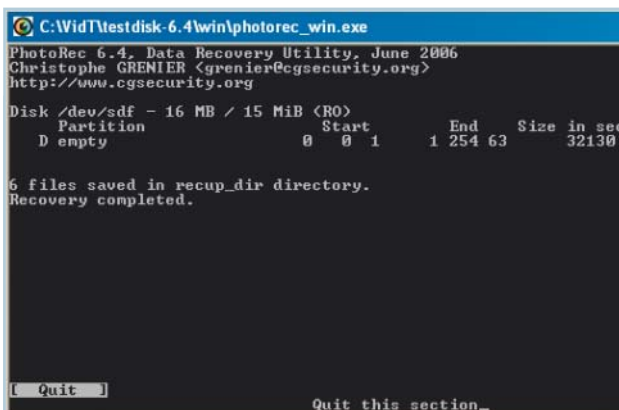 C:\VidT\testdisk-6.4\win\photorec_win.exe
PhotoRec 6.4, Data Recovery Utility, June 2006
Christophe GRENIER <grenier@cgsecurity.org>
http://www.cgsecurity.org
Disk /dev/sdf - 16 MB / 15 MiB (RO)
Partition Start End Size in sec
D empty 0 0 1 1 254 63 32130
6 files saved in recup_dir directory.
Recovery completed.
[ Quit ]
Quit this section_